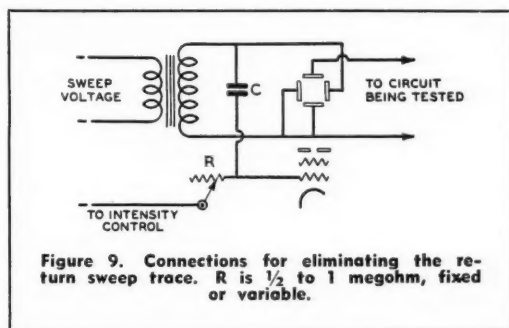 SWEEP
VOLTAGE
C
TO CIRCUIT
BEING TESTED
R
TO INTENSITY
CONTROL
Figure 9. Connections for eliminating the re-
turn sweep trace. R is ½ to 1 megohm, fixed
or variable.